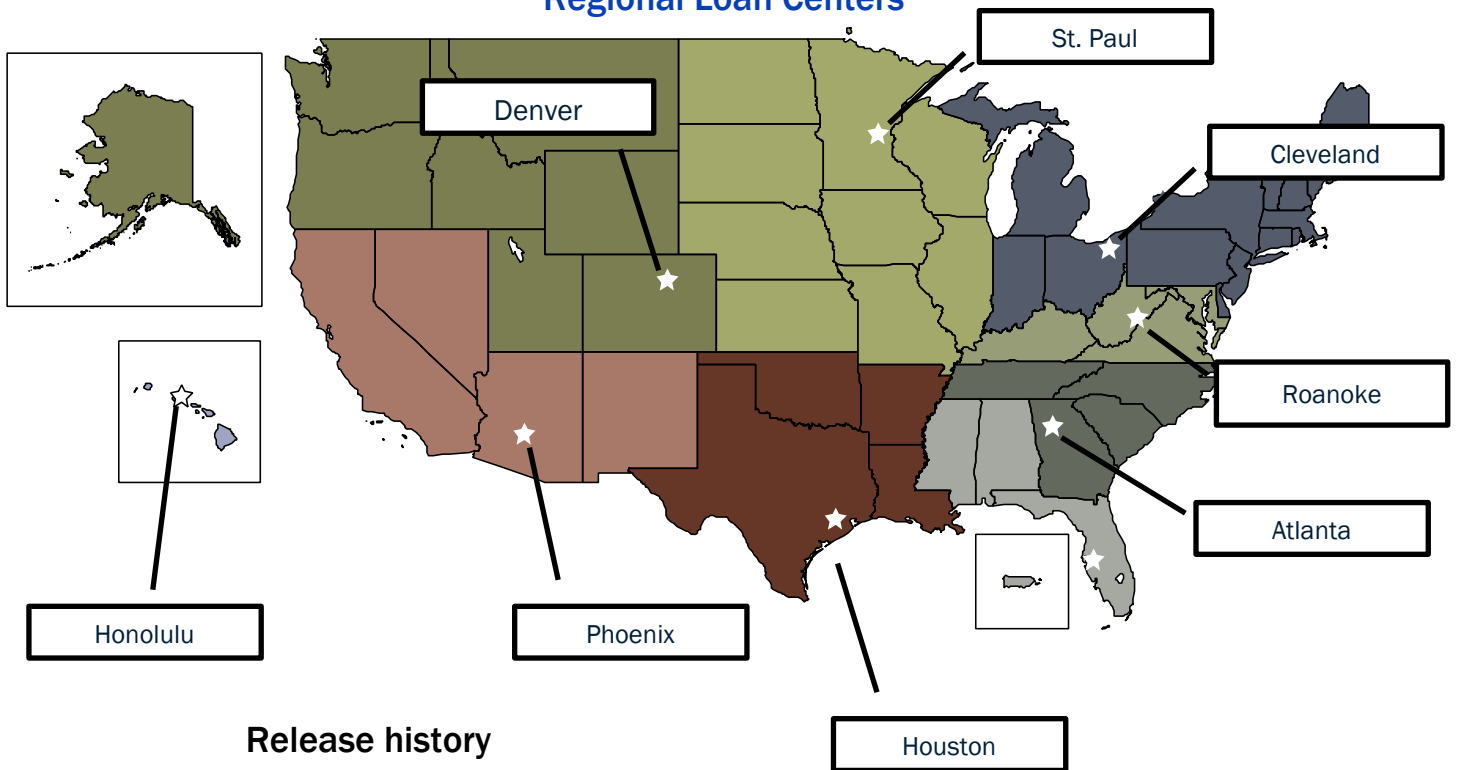 Regional Loan Centers
St. Paul
Denver
Cleveland
Roanoke
Atlanta
Honolulu
Phoenix
Houston
Release history